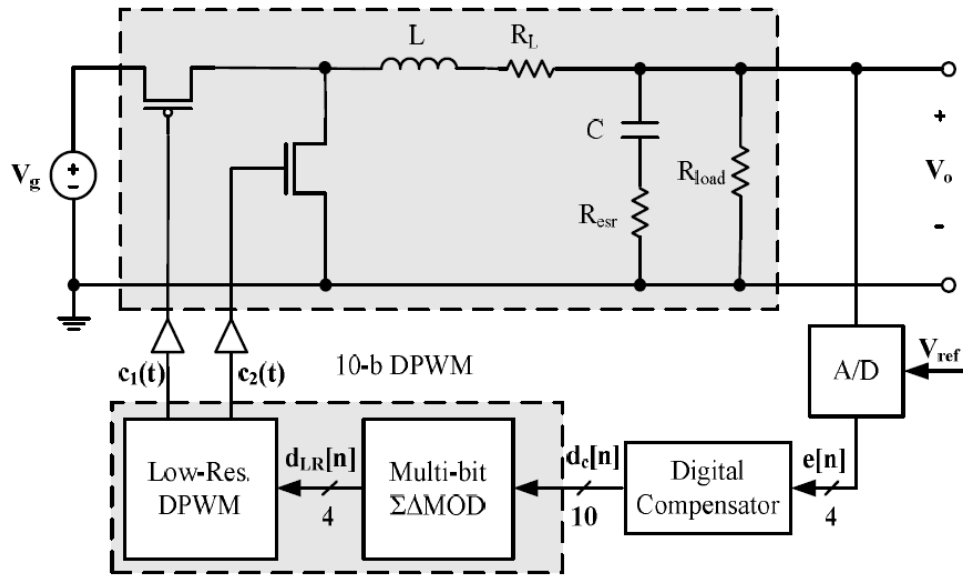 L
R_L
V_g
+
-
C
R_esr
R_load
+
V_o
-
c_1(t)
c_2(t)
10-b DPWM
A/D
V_ref
Low-Res.
DPWM
d_LR[n]
4
Multi-bit
ΣΔMOD
d_c[n]
10
Digital
Compensator
e[n]
4